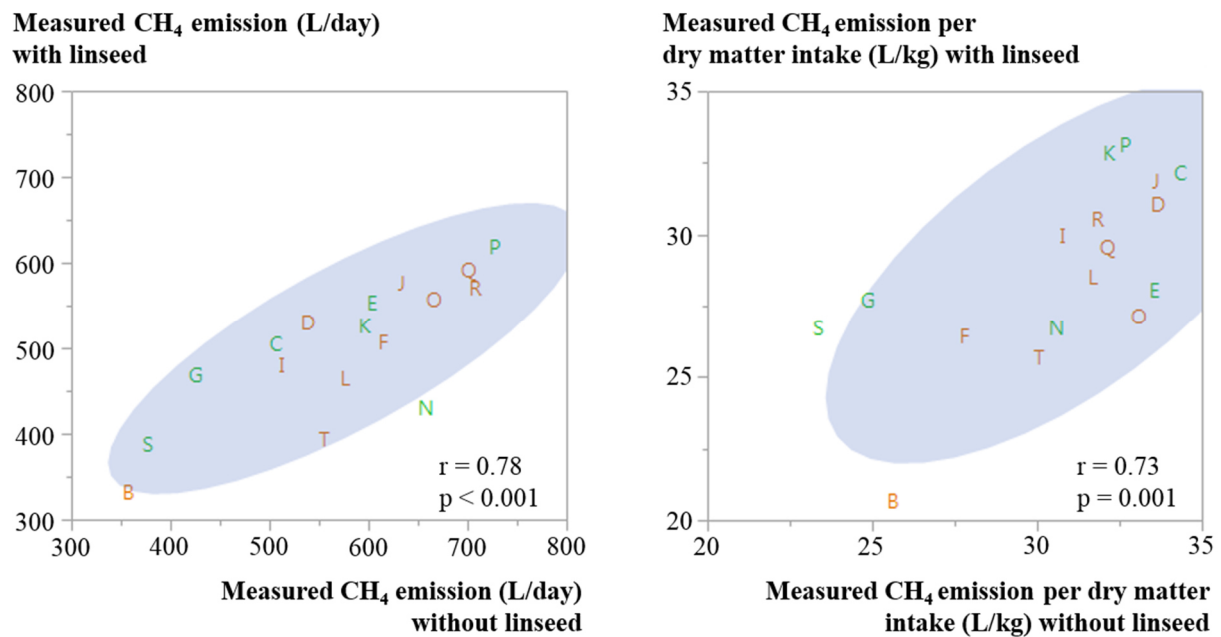 Measured CH₄ emission (L/day)
with linseed
800
700
600
500
400
300
300
400
500
600
700
800
P
Q
R
J
O
E
K
D
F
C
I
L
G
N
T
S
B
r = 0.78
p < 0.001
Measured CH₄ emission (L/day)
without linseed
Measured CH₄ emission per
dry matter intake (L/kg) with linseed
35
30
25
20
20
25
30
35
P
K
C
J
D
R
I
Q
L
E
G
O
N
S
F
T
B
r = 0.73
p = 0.001
Measured CH₄ emission per dry matter
intake (L/kg) without linseed